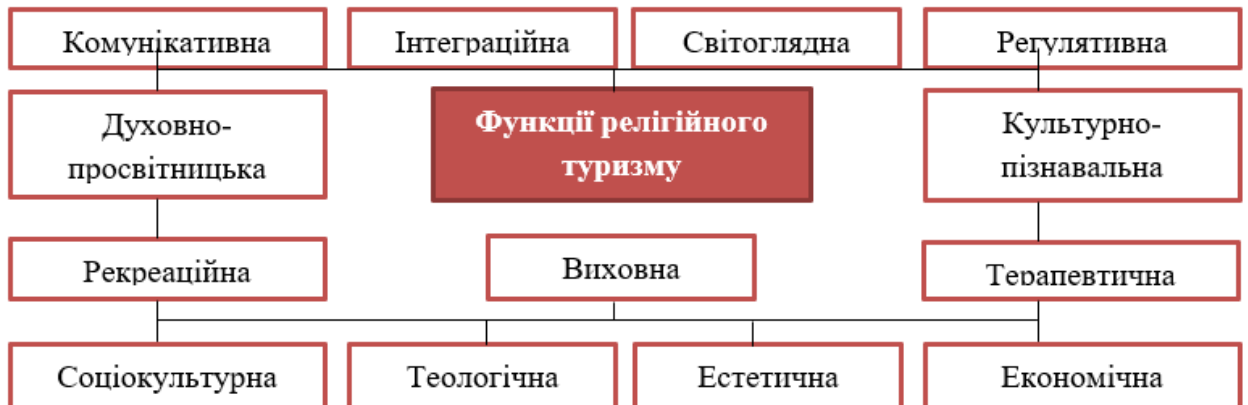 Комунікативна
Інтеграційна
Світоглядна
Регулятивна
Духовно-
просвітницька
Функції релігійного
туризму
Культурно-
пізнавальна
Рекреаційна
Виховна
Терапевтична
Соціокультурна
Теологічна
Естетична
Економічна